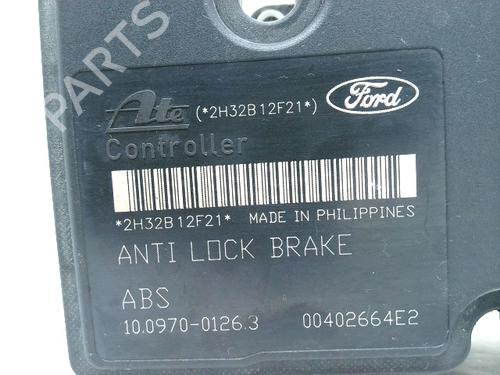 PARTS
Ate (*2H32B12F21*) Ford
Controller
*2H32B12F21* MADE IN PHILIPPINES
ANTI LOCK BRAKE
ABS
10.0970-0126.3 00402664E2